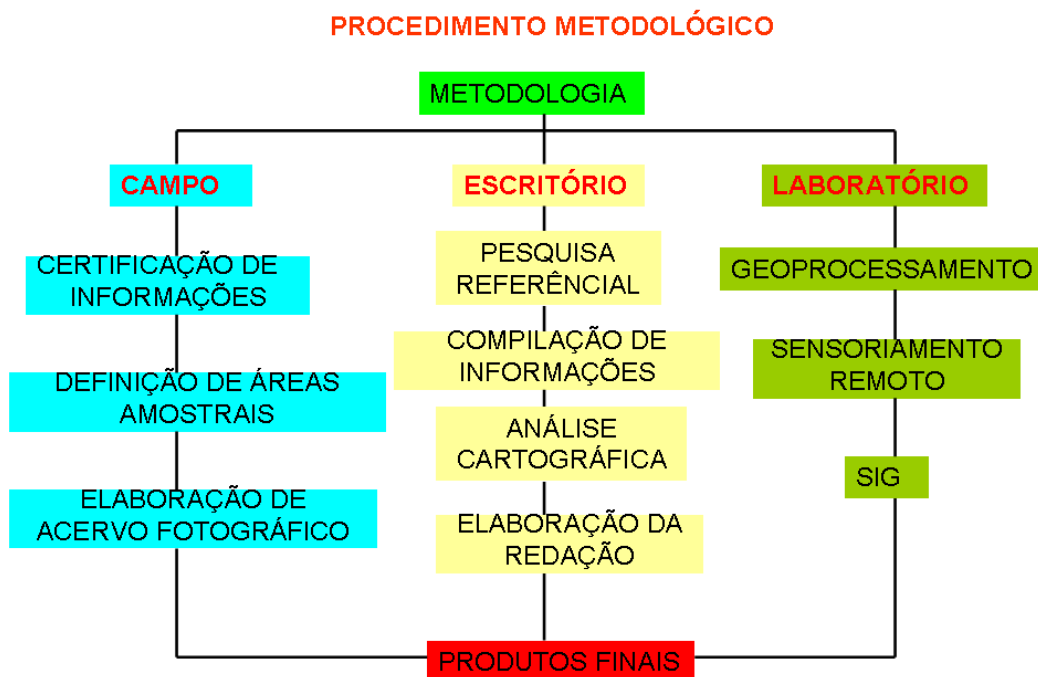 PROCEDIMENTO METODOLÓGICO
METODOLOGIA
CAMPO
CERTIFICAÇÃO DE
INFORMAÇÕES
DEFINIÇÃO DE ÁREAS
AMOSTRAIS
ELABORAÇÃO DE
ACERVO FOTOGRÁFICO
ESCRITÓRIO
PESQUISA
REFERÊNCIAL
COMPILAÇÃO DE
INFORMAÇÕES
ANÁLISE
CARTOGRÁFICA
ELABORAÇÃO DA
REDAÇÃO
LABORATÓRIO
GEOPROCESSAMENTO
SENSORIAMENTO
REMOTO
SIG
PRODUTOS FINAIS